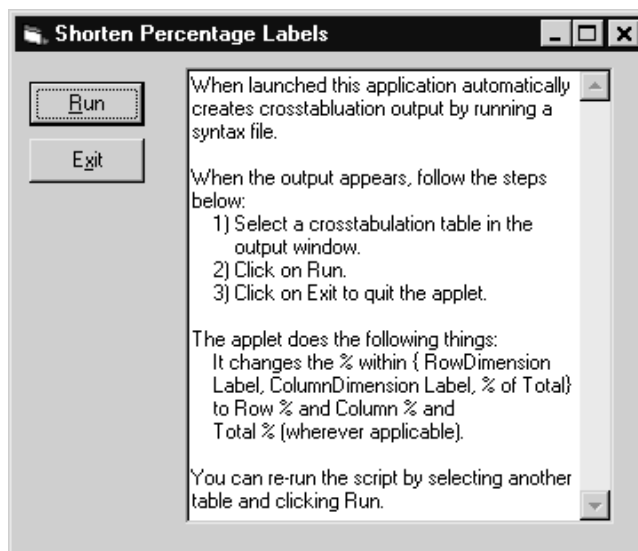 Shorten Percentage Labels
Run
Exit
When launched this application automatically
creates crosstabluation output by running a
syntax file.
When the output appears, follow the steps
below:
1) Select a crosstabulation table in the
output window.
2) Click on Run.
3) Click on Exit to quit the applet.
The applet does the following things:
It changes the % within { RowDimension
Label, ColumnDimension Label, % of Total}
to Row % and Column % and
Total % (wherever applicable).
You can re-run the script by selecting another
table and clicking Run.